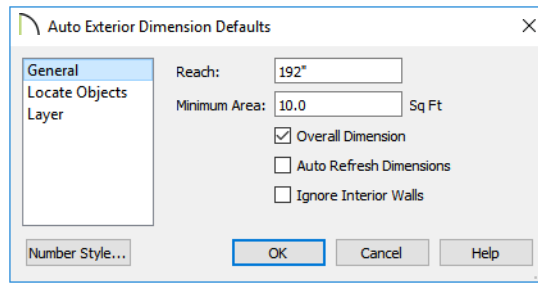 Auto Exterior Dimension Defaults
General
Locate Objects
Layer
Reach: 192"
Minimum Area: 10.0 Sq Ft
Overall Dimension
Auto Refresh Dimensions
Ignore Interior Walls
Number Style... OK Cancel Help